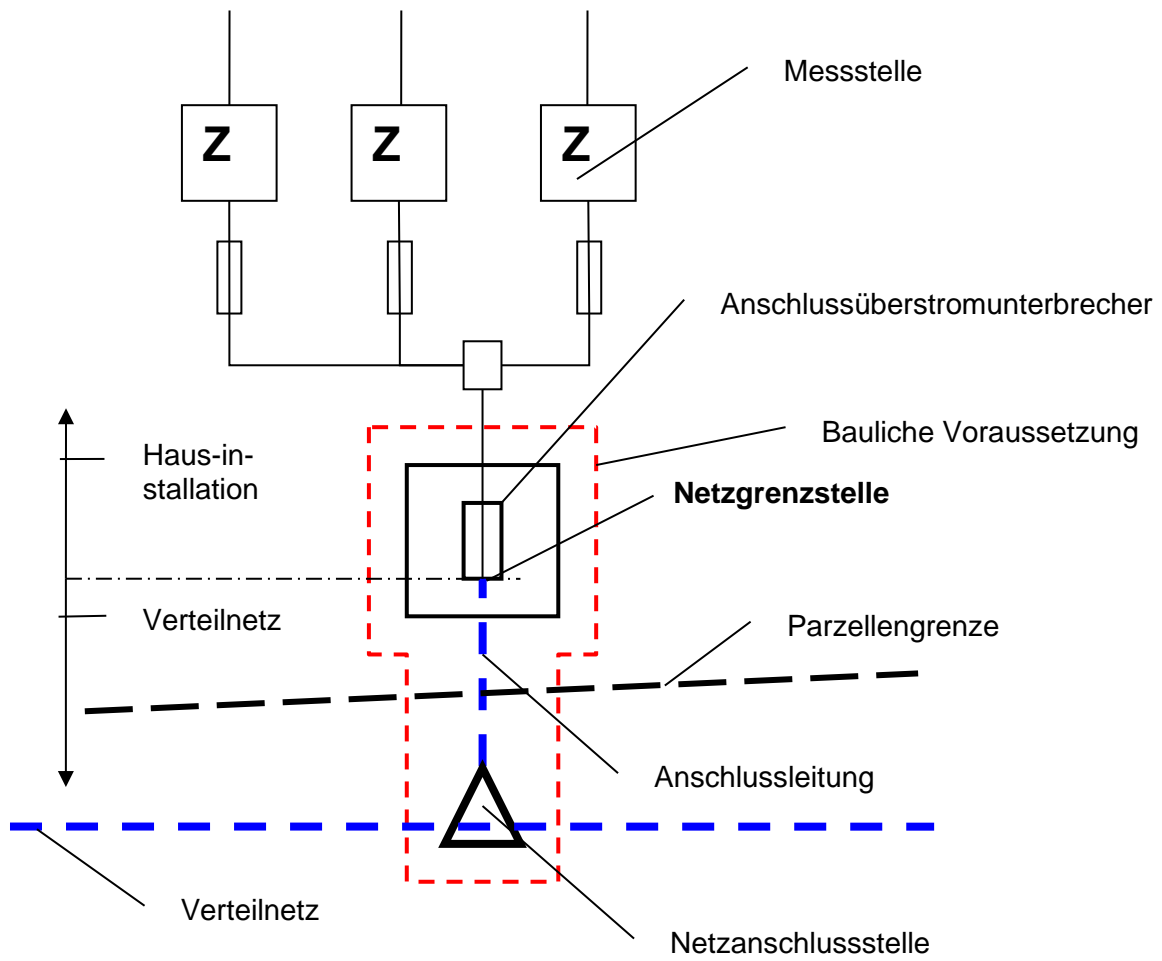 Messstelle
Z
Z
Z
Anschlussüberstromunterbrecher
Bauliche Voraussetzung
Haus-in-
stallation
Netzgrenzstelle
Verteilnetz
Parzellengrenze
Anschlussleitung
Verteilnetz
Netzanschlussstelle